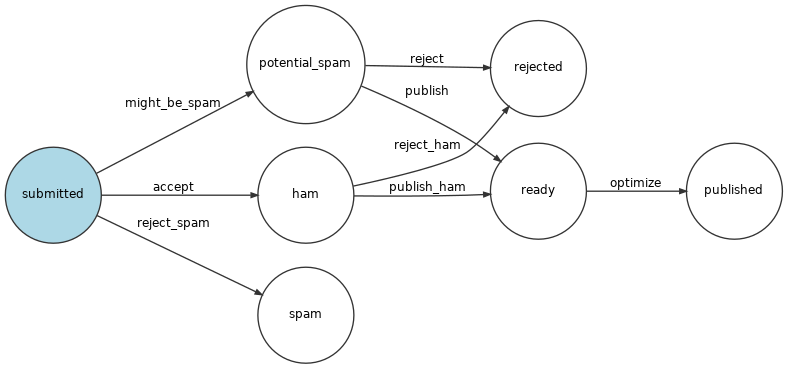 potential_spam
reject
rejected
publish
might_be_spam
reject_ham
submitted
accept
ham
publish_ham
ready
optimize
published
reject_spam
spam